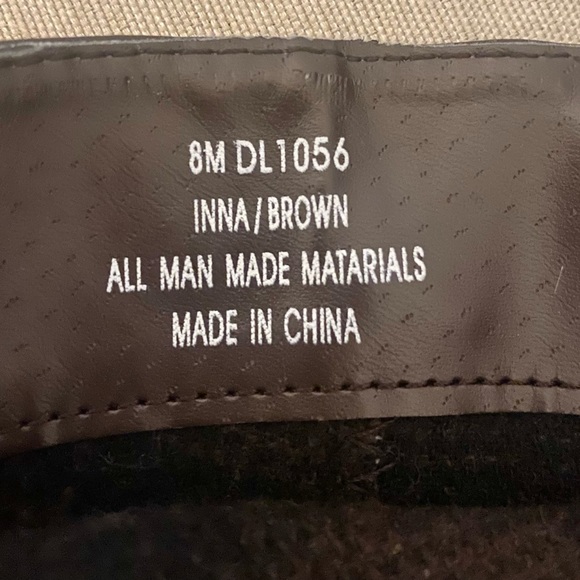 8M DL1056
INNA/BROWN
ALL MAN MADE MATARIALS
MADE IN CHINA